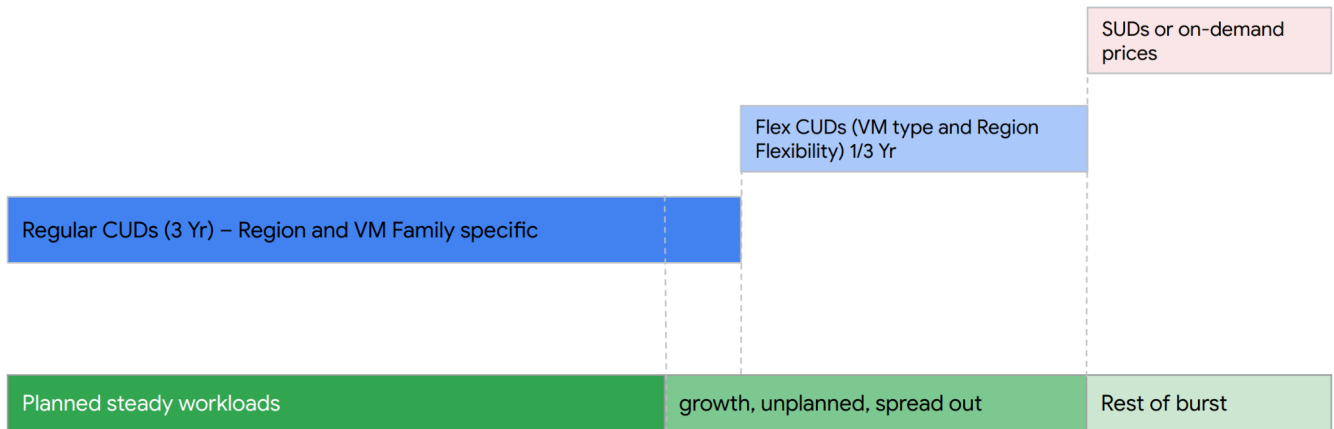 SUDs or on-demand
prices
Flex CUDs (VM type and Region
Flexibility) 1/3 Yr
Regular CUDs (3 Yr) – Region and VM Family specific
Planned steady workloads
growth, unplanned, spread out
Rest of burst